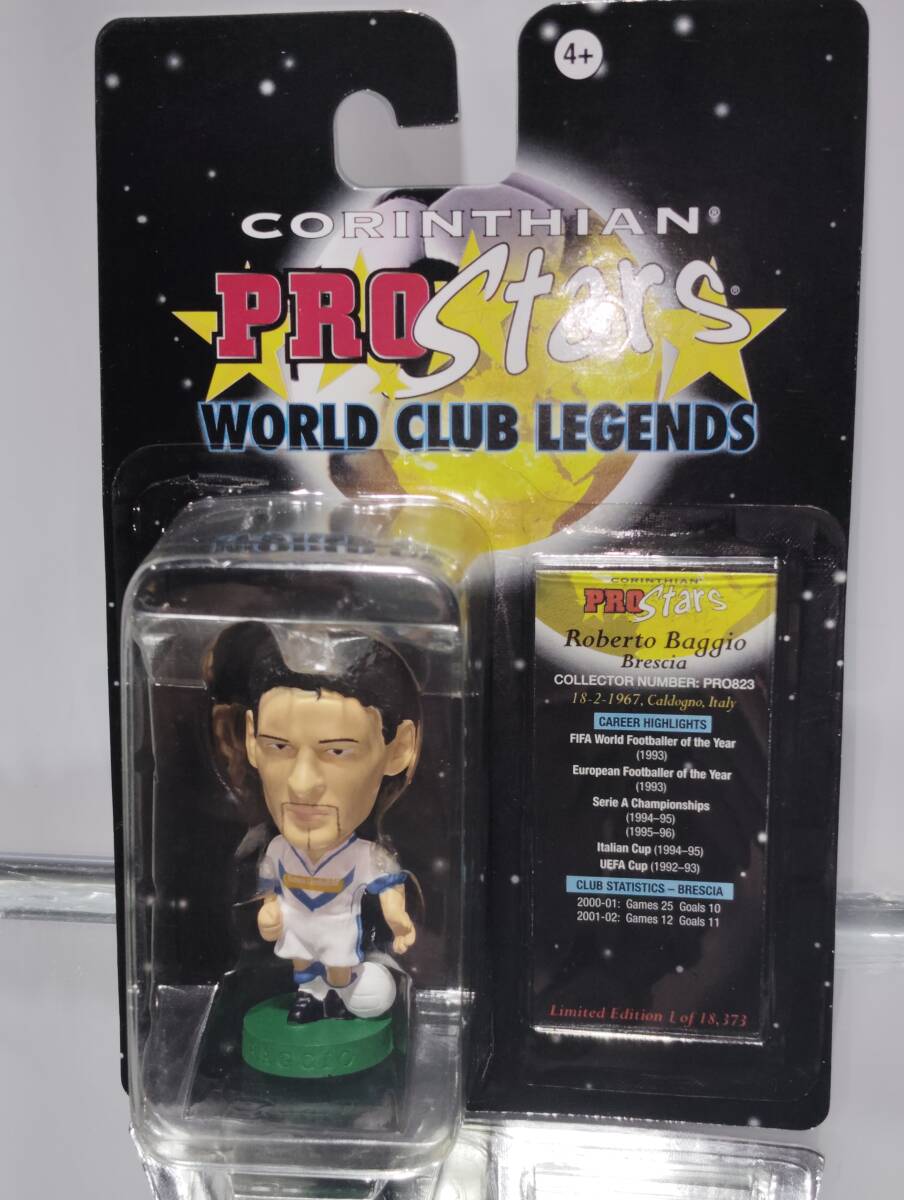 4+
CORINTHIAN®
PRO Stars®
WORLD CLUB LEGENDS
CORINTHIAN®
PRO Stars
Roberto Baggio
Brescia
COLLECTOR NUMBER: PRO823
18-2-1967, Caldogno, Italy
CAREER HIGHLIGHTS
FIFA World Footballer of the Year
(1993)
European Footballer of the Year
(1993)
Serie A Championships
(1994–95)
(1995–96)
Italian Cup (1994–95)
UEFA Cup (1992–93)
CLUB STATISTICS – BRESCIA
2000-01: Games 25 Goals 10
2001-02: Games 12 Goals 11
Limited Edition 1 of 18,373
BAGGIO